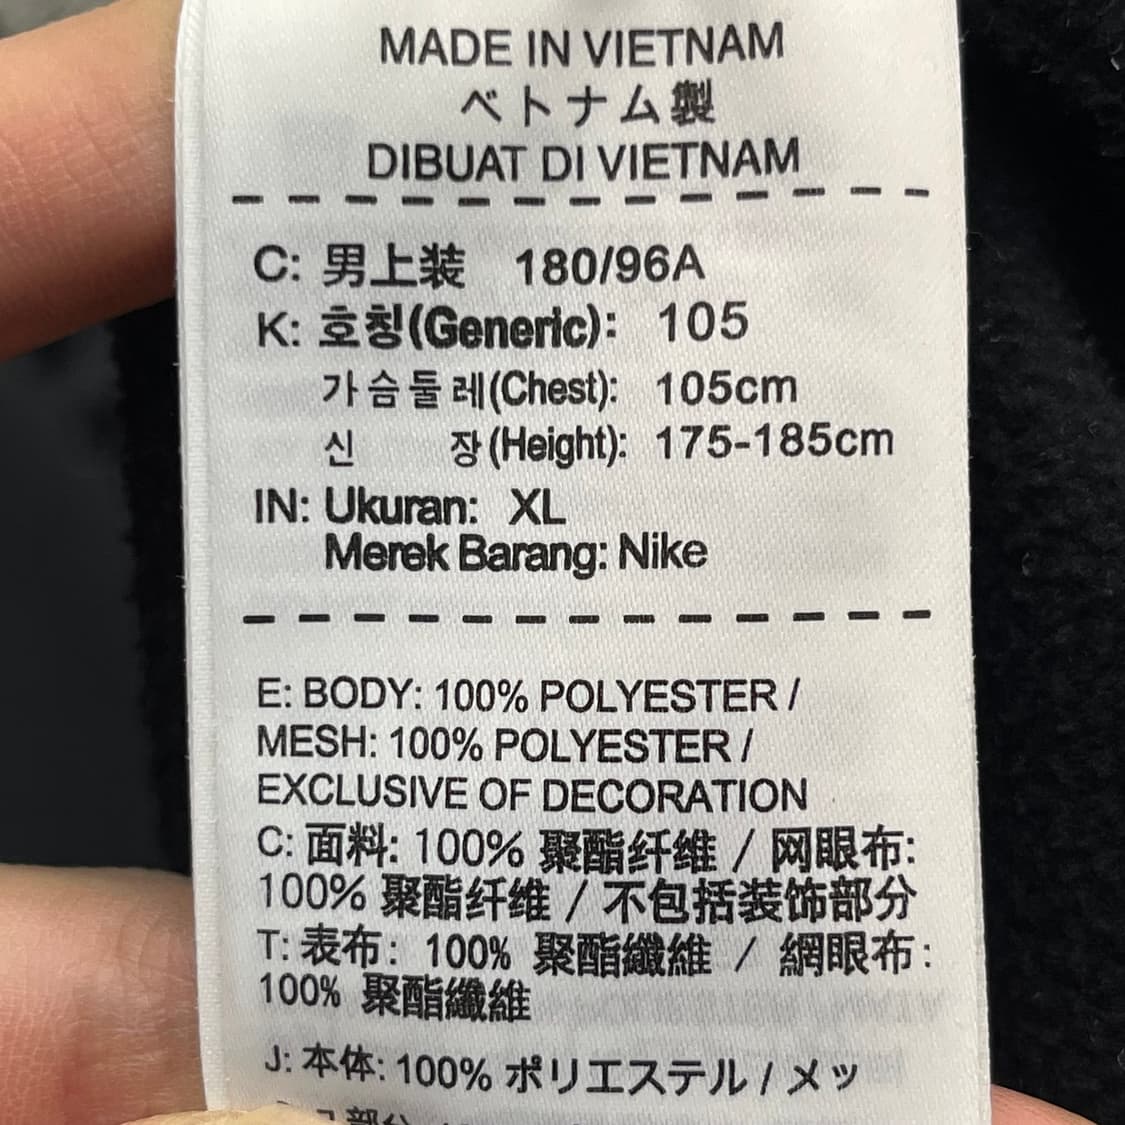 MADE IN VIETNAM
ベトナム製
DIBUAT DI VIETNAM
C: 男上装 180/96A
K: 호칭(Generic): 105
가슴둘레(Chest): 105cm
신 장(Height): 175-185cm
IN: Ukuran: XL
Merek Barang: Nike
E: BODY: 100% POLYESTER /
MESH: 100% POLYESTER /
EXCLUSIVE OF DECORATION
C: 面料: 100% 聚酯纤维 / 网眼布:
100% 聚酯纤维 / 不包括装饰部分
T: 表布: 100% 聚酯纖維 / 網眼布:
100% 聚酯纖維
J: 本体: 100% ポリエステル / メッ